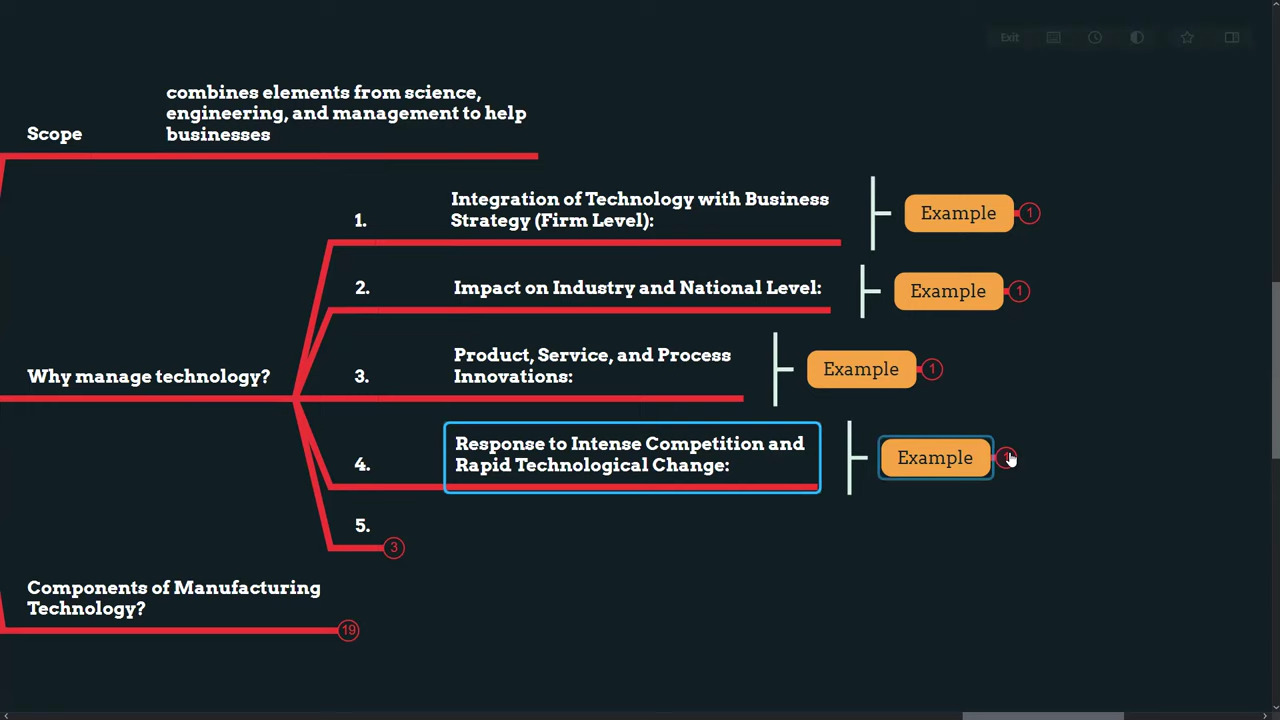 Exit
combines elements from science,
engineering, and management to help
businesses
Scope
Integration of Technology with Business
Strategy (Firm Level):
1.
Example
1
2.
Impact on Industry and National Level:
Example
1
Product, Service, and Process
Innovations:
3.
Example
1
Why manage technology?
Response to Intense Competition and
Rapid Technological Change:
4.
Example
5.
3
Components of Manufacturing
Technology?
19